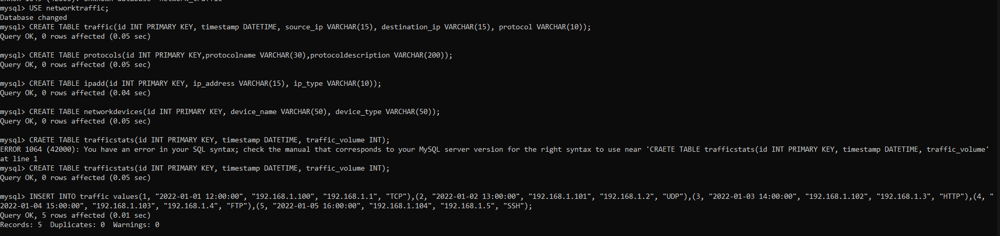 ERROR 1049 (42000): Unknown database 'network_traffic'
mysql> USE networktraffic;
Database changed
mysql> CREATE TABLE traffic(id INT PRIMARY KEY, timestamp DATETIME, source_ip VARCHAR(15), destination_ip VARCHAR(15), protocol VARCHAR(10));
Query OK, 0 rows affected (0.05 sec)
mysql> CREATE TABLE protocols(id INT PRIMARY KEY,protocolname VARCHAR(30),protocoldescription VARCHAR(200));
Query OK, 0 rows affected (0.05 sec)
mysql> CREATE TABLE ipadd(id INT PRIMARY KEY, ip_address VARCHAR(15), ip_type VARCHAR(10));
Query OK, 0 rows affected (0.04 sec)
mysql> CREATE TABLE networkdevices(id INT PRIMARY KEY, device_name VARCHAR(50), device_type VARCHAR(50));
Query OK, 0 rows affected (0.05 sec)
mysql> CRAETE TABLE trafficstats(id INT PRIMARY KEY, timestamp DATETIME, traffic_volume INT);
ERROR 1064 (42000): You have an error in your SQL syntax; check the manual that corresponds to your MySQL server version for the right syntax to use near 'CRAETE TABLE trafficstats(id INT PRIMARY KEY, timestamp DATETIME, traffic_volume'
at line 1
mysql> CREATE TABLE trafficstats(id INT PRIMARY KEY, timestamp DATETIME, traffic_volume INT);
Query OK, 0 rows affected (0.05 sec)
mysql> INSERT INTO traffic values(1, "2022-01-01 12:00:00", "192.168.1.100", "192.168.1.1", "TCP"),(2, "2022-01-02 13:00:00", "192.168.1.101", "192.168.1.2", "UDP"),(3, "2022-01-03 14:00:00", "192.168.1.102", "192.168.1.3", "HTTP"),(4, "
2022-01-04 15:00:00", "192.168.1.103", "192.168.1.4", "FTP"),(5, "2022-01-05 16:00:00", "192.168.1.104", "192.168.1.5", "SSH");
Query OK, 5 rows affected (0.01 sec)
Records: 5  Duplicates: 0  Warnings: 0